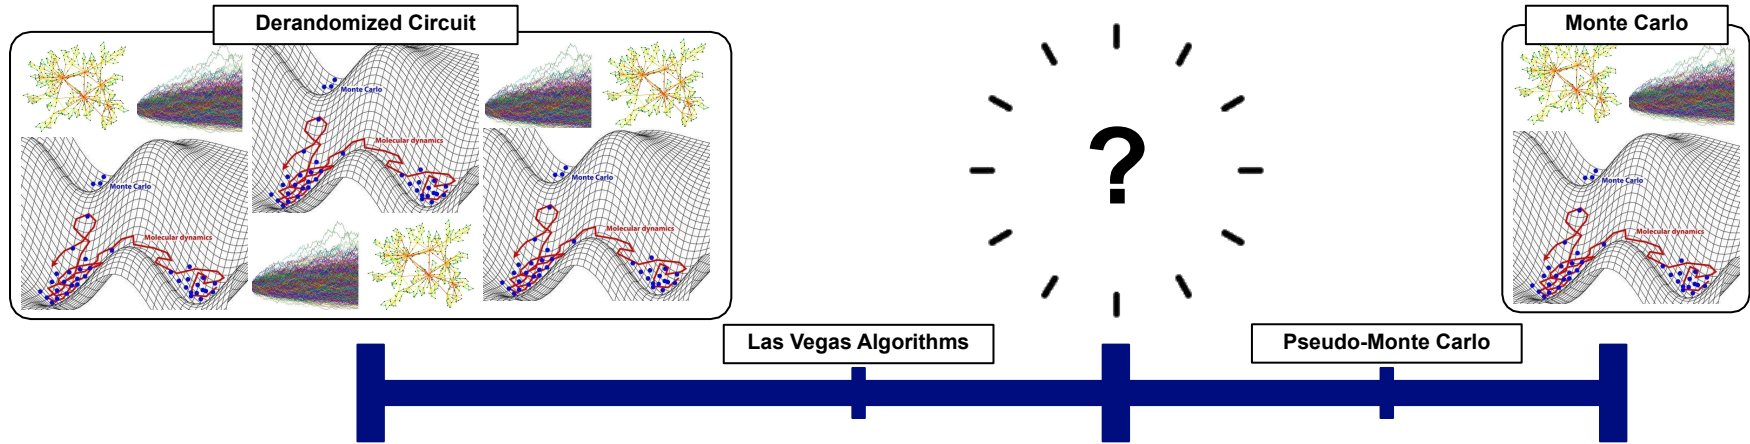 Derandomized Circuit
Monte Carlo
Monte Carlo
Molecular dynamics
Monte Carlo
Molecular dynamics
Monte Carlo
Molecular dynamics
?
Monte Carlo
Molecular dynamics
Las Vegas Algorithms
Pseudo-Monte Carlo